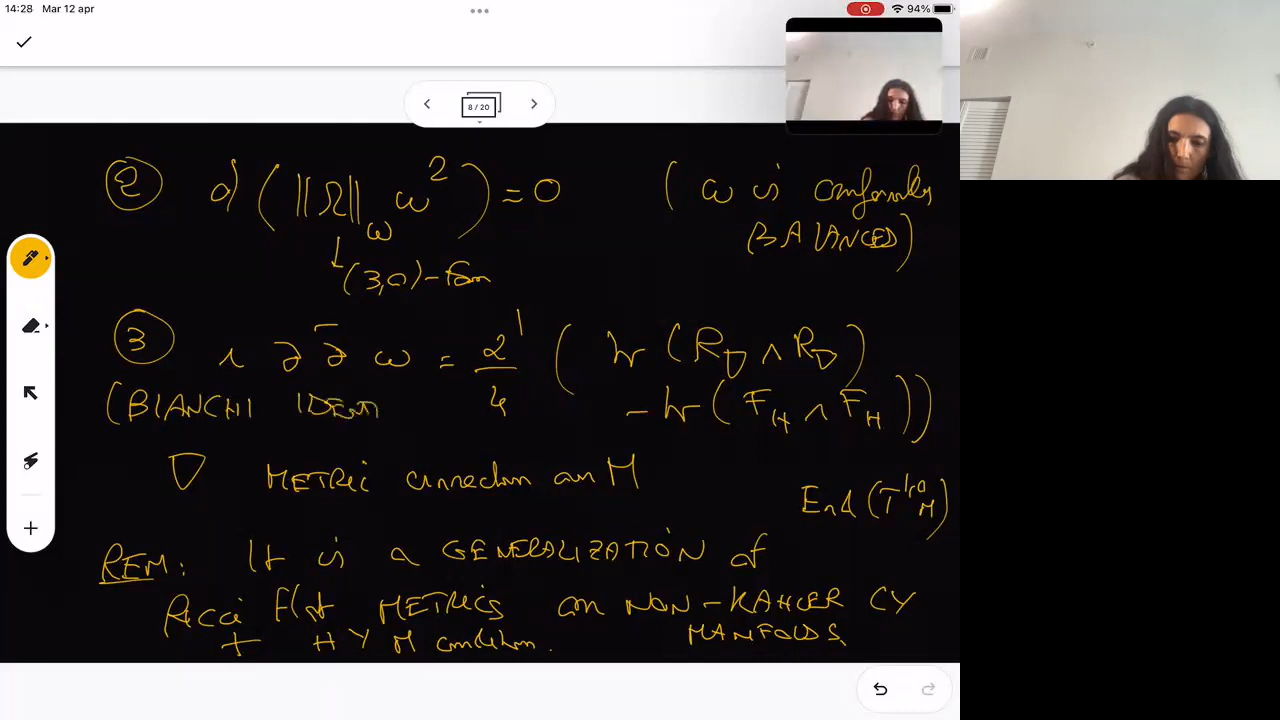 14:28 Mar 12 apr
94%
8 / 20
② d(||Ω||_ω ω²) = 0 (ω is conformally
BALANCED)
↓
(3,0)-Form
③ i ∂∂̄ ω = α'/4 (tr(R_∇ ∧ R_∇)
(BIANCHI IDENTI - tr(F_H ∧ F_H))
∇ METRIC connection on M
End(T^{1,0} M)
REM: It is a GENERALIZATION of
Ricci Flat METRICS on NON-KAHLER CY
MANIFOLDS
+ HYM condition.